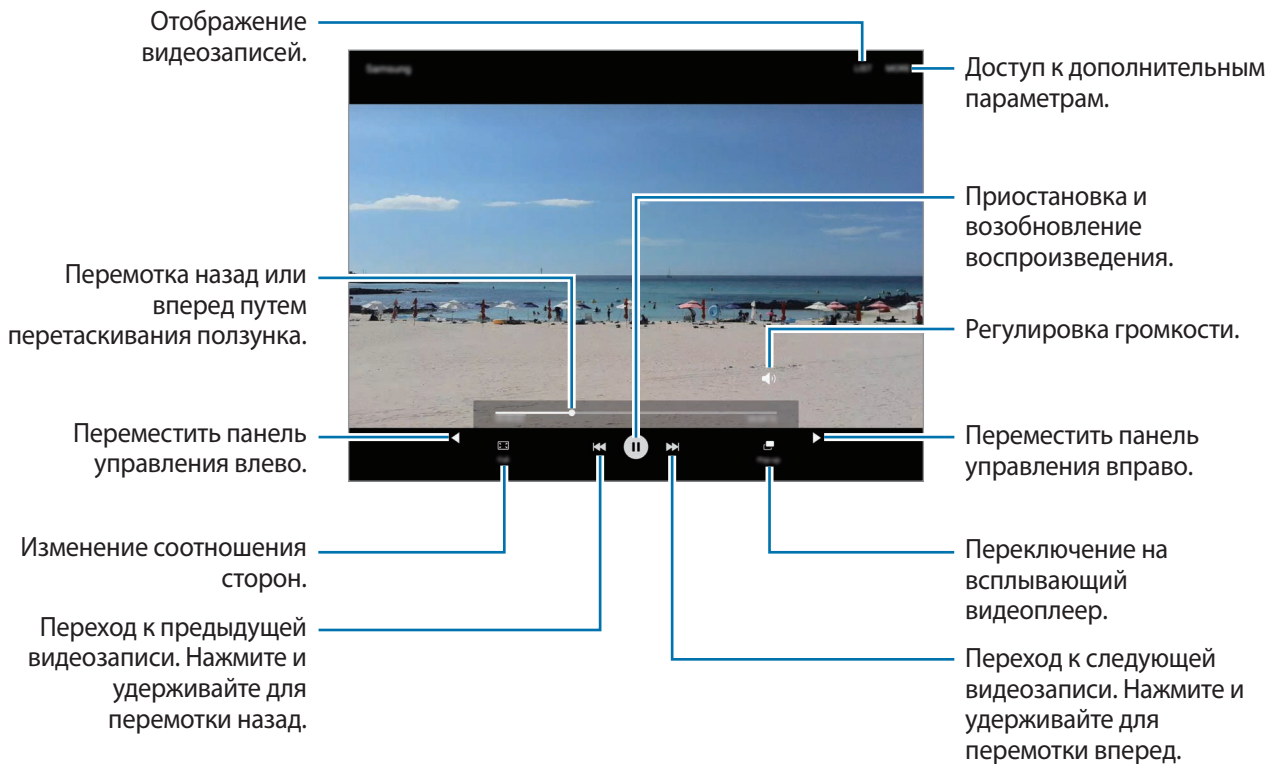 Отображение
видеозаписей.
Samsung
LIST MORE
Доступ к дополнительным
параметрам.
Приостановка и
возобновление
воспроизведения.
Перемотка назад или
вперед путем
перетаскивания ползунка.
Регулировка громкости.
Переместить панель
управления влево.
Переместить панель
управления вправо.
Изменение соотношения
сторон.
Переключение на
всплывающий
видеоплеер.
Переход к предыдущей
видеозаписи. Нажмите и
удерживайте для
перемотки назад.
Переход к следующей
видеозаписи. Нажмите и
удерживайте для
перемотки вперед.